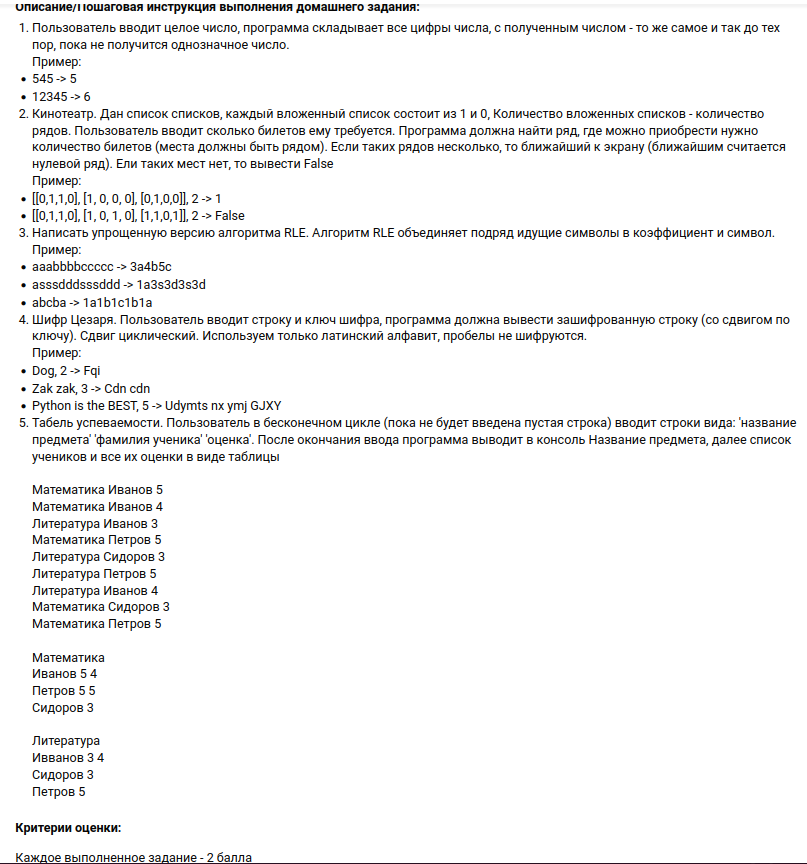 Описание/Пошаговая инструкция выполнения домашнего задания:
1. Пользователь вводит целое число, программа складывает все цифры числа, с полученным числом - то же самое и так до тех
пор, пока не получится однозначное число.
Пример:
• 545 -> 5
• 12345 -> 6
2. Кинотеатр. Дан список списков, каждый вложенный список состоит из 1 и 0, Количество вложенных списков - количество
рядов. Пользователь вводит сколько билетов ему требуется. Программа должна найти ряд, где можно приобрести нужно
количество билетов (места должны быть рядом). Если таких рядов несколько, то ближайший к экрану (ближайшим считается
нулевой ряд). Ели таких мест нет, то вывести False
Пример:
• [[0,1,1,0], [1, 0, 0, 0], [0,1,0,0]], 2 -> 1
• [[0,1,1,0], [1, 0, 1, 0], [1,1,0,1]], 2 -> False
3. Написать упрощенную версию алгоритма RLE. Алгоритм RLE объединяет подряд идущие символы в коэффициент и символ.
Пример:
• aaabbbbccccc -> 3a4b5c
• asssdddsssddd -> 1a3s3d3s3d
• abcba -> 1a1b1c1b1a
4. Шифр Цезаря. Пользователь вводит строку и ключ шифра, программа должна вывести зашифрованную строку (со сдвигом по
ключу). Сдвиг циклический. Используем только латинский алфавит, пробелы не шифруются.
Пример:
• Dog, 2 -> Fqi
• Zak zak, 3 -> Cdn cdn
• Python is the BEST, 5 -> Udymts nx ymj GJXY
5. Табель успеваемости. Пользователь в бесконечном цикле (пока не будет введена пустая строка) вводит строки вида: 'название
предмета' 'фамилия ученика' 'оценка'. После окончания ввода программа выводит в консоль Название предмета, далее список
учеников и все их оценки в виде таблицы
Математика Иванов 5
Математика Иванов 4
Литература Иванов 3
Математика Петров 5
Литература Сидоров 3
Литература Петров 5
Литература Иванов 4
Математика Сидоров 3
Математика Петров 5
Математика
Иванов 5 4
Петров 5 5
Сидоров 3
Литература
Ивванов 3 4
Сидоров 3
Петров 5
Критерии оценки:
Каждое выполненное задание - 2 балла